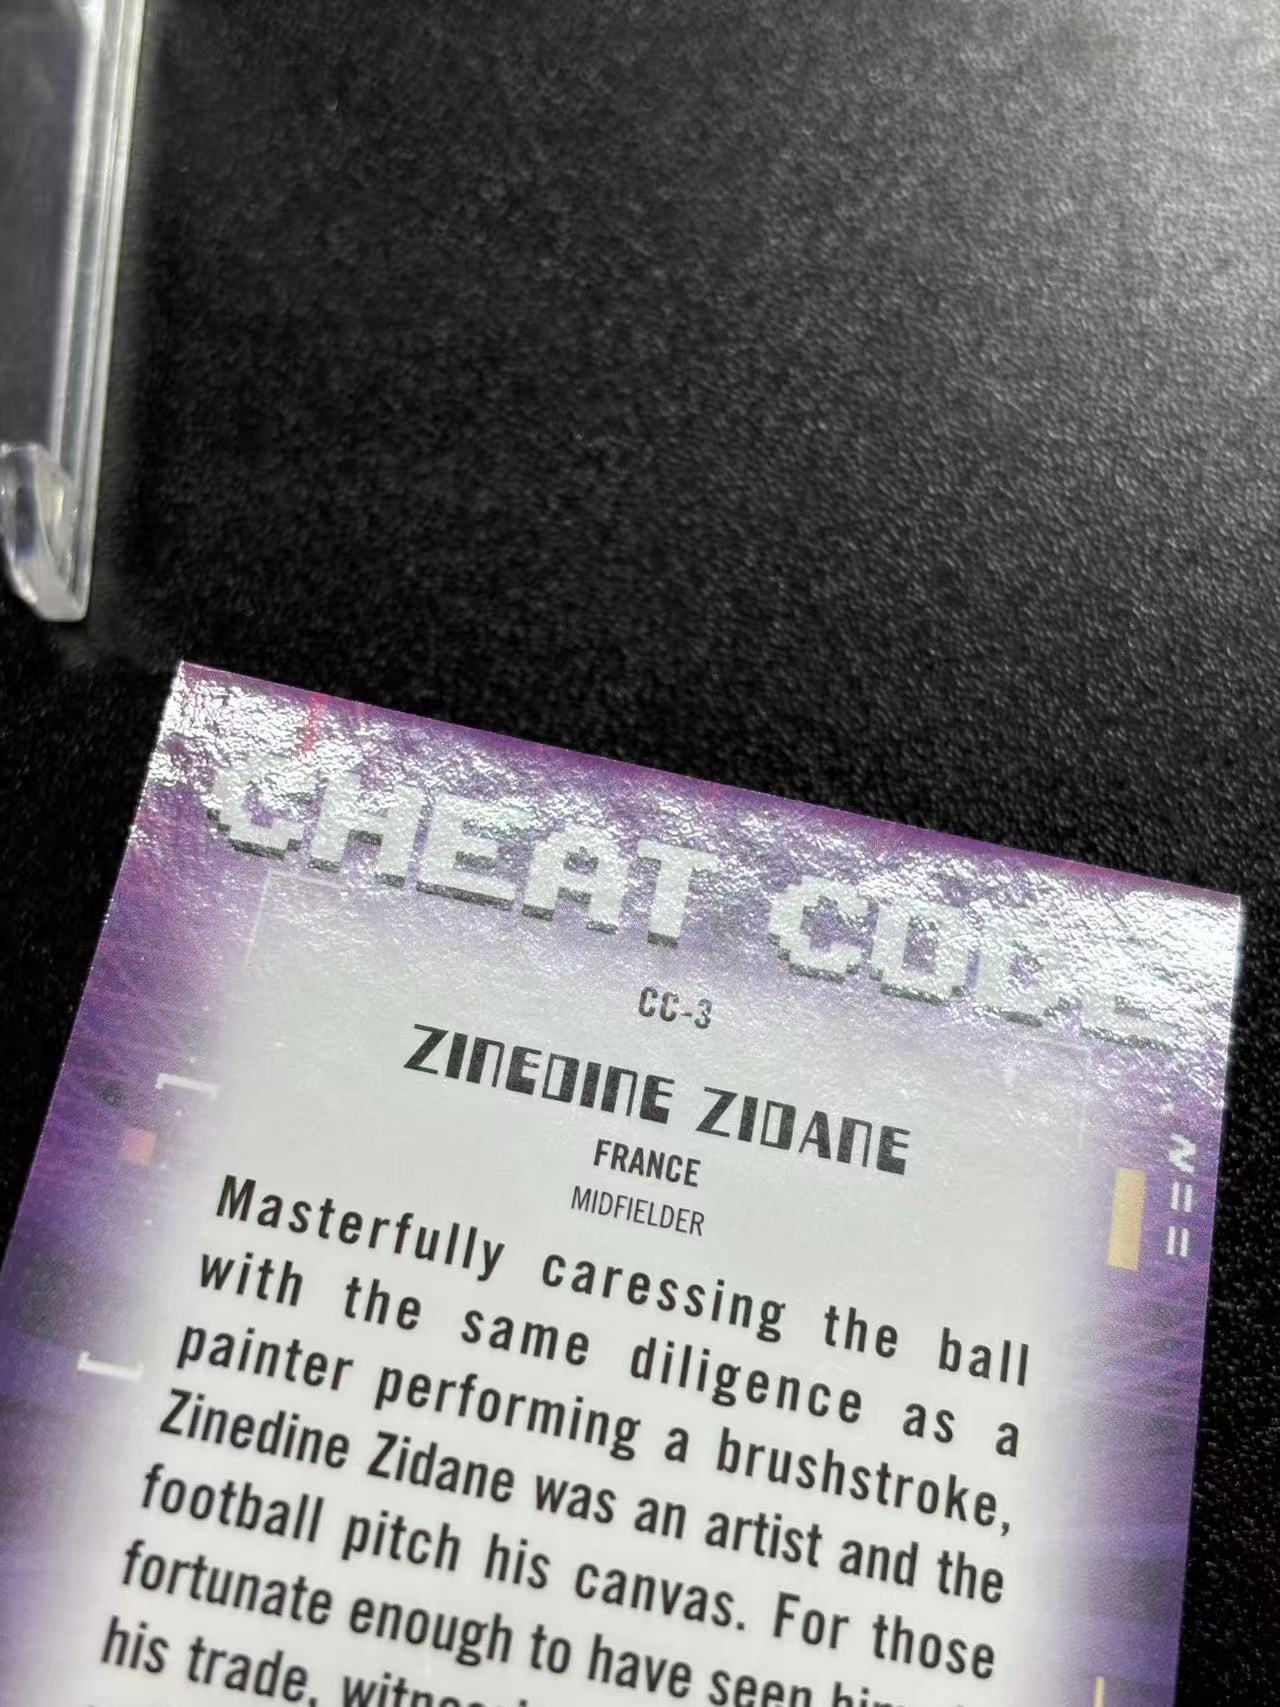 CHEAT CODE
CC-3
ZINEDINE ZIDANE
FRANCE
MIDFIELDER
Masterfully caressing the ball
with the same diligence as a
painter performing a brushstroke,
Zinedine Zidane was an artist and the
football pitch his canvas. For those
fortunate enough to have seen
his trade,